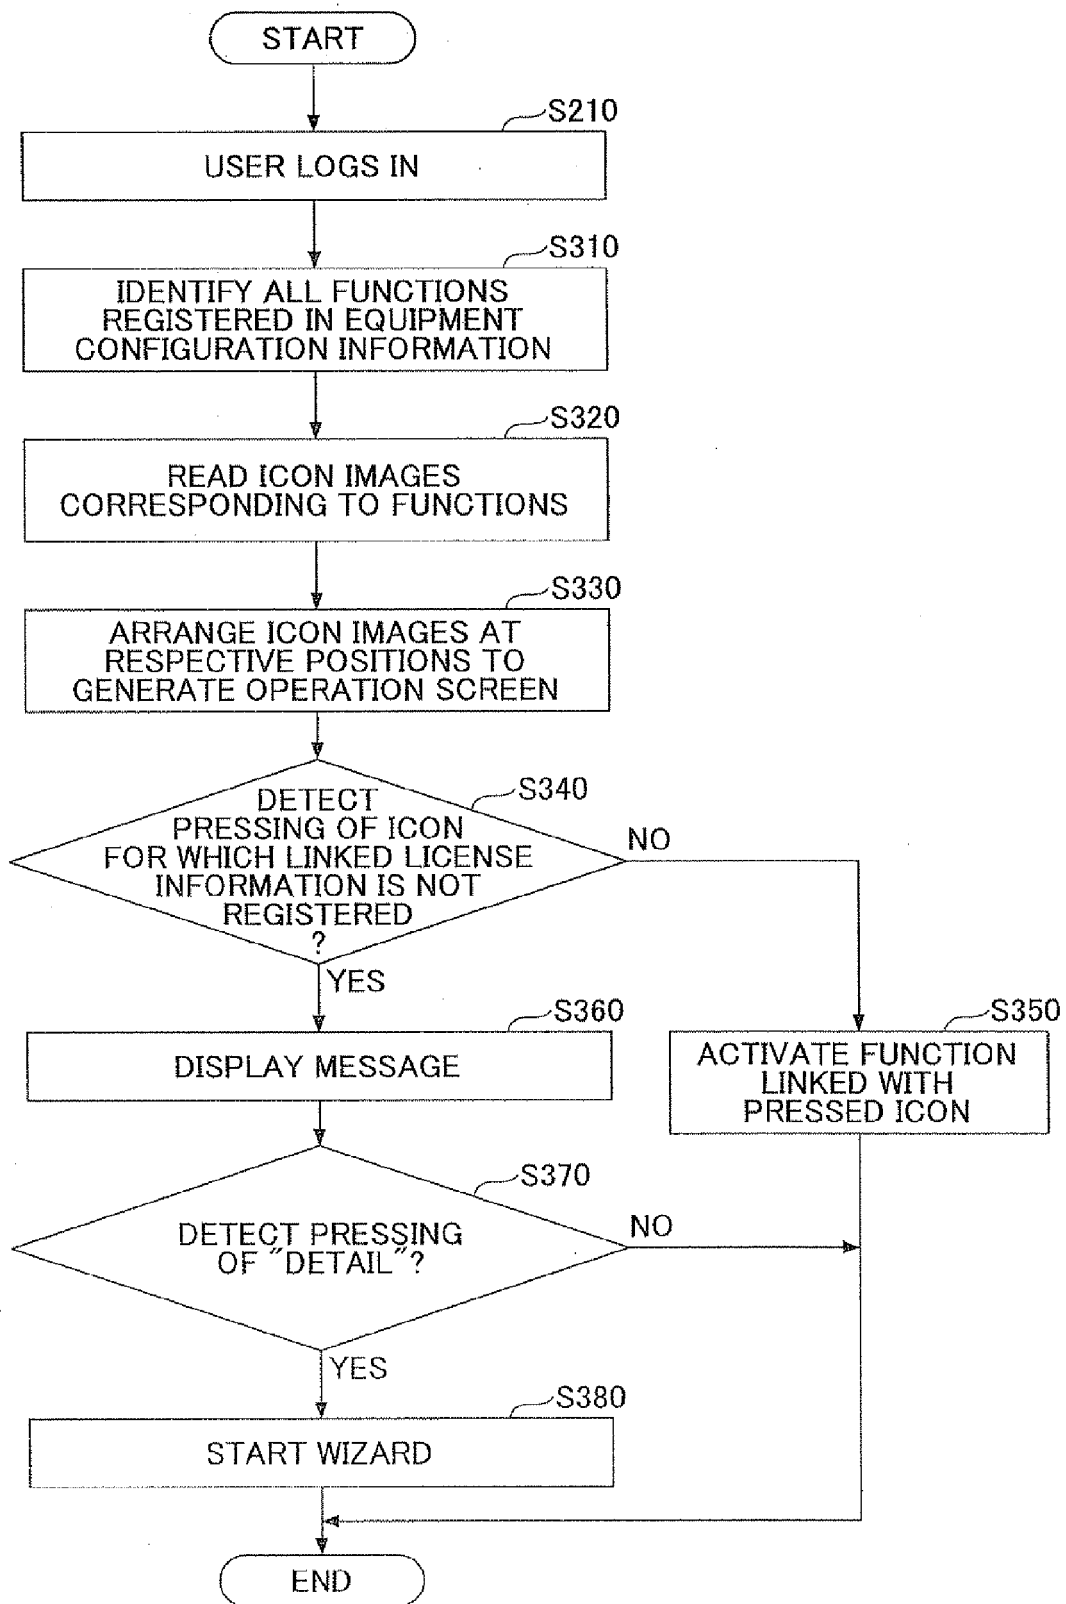 START
S210
USER LOGS IN
S310
IDENTIFY ALL FUNCTIONS
REGISTERED IN EQUIPMENT
CONFIGURATION INFORMATION
S320
READ ICON IMAGES
CORRESPONDING TO FUNCTIONS
S330
ARRANGE ICON IMAGES AT
RESPECTIVE POSITIONS TO
GENERATE OPERATION SCREEN
S340
DETECT
PRESSING OF ICON
FOR WHICH LINKED LICENSE
INFORMATION IS NOT
REGISTERED
?
NO
YES
S360
DISPLAY MESSAGE
S350
ACTIVATE FUNCTION
LINKED WITH
PRESSED ICON
S370
DETECT PRESSING
OF "DETAIL"?
NO
YES
S380
START WIZARD
END